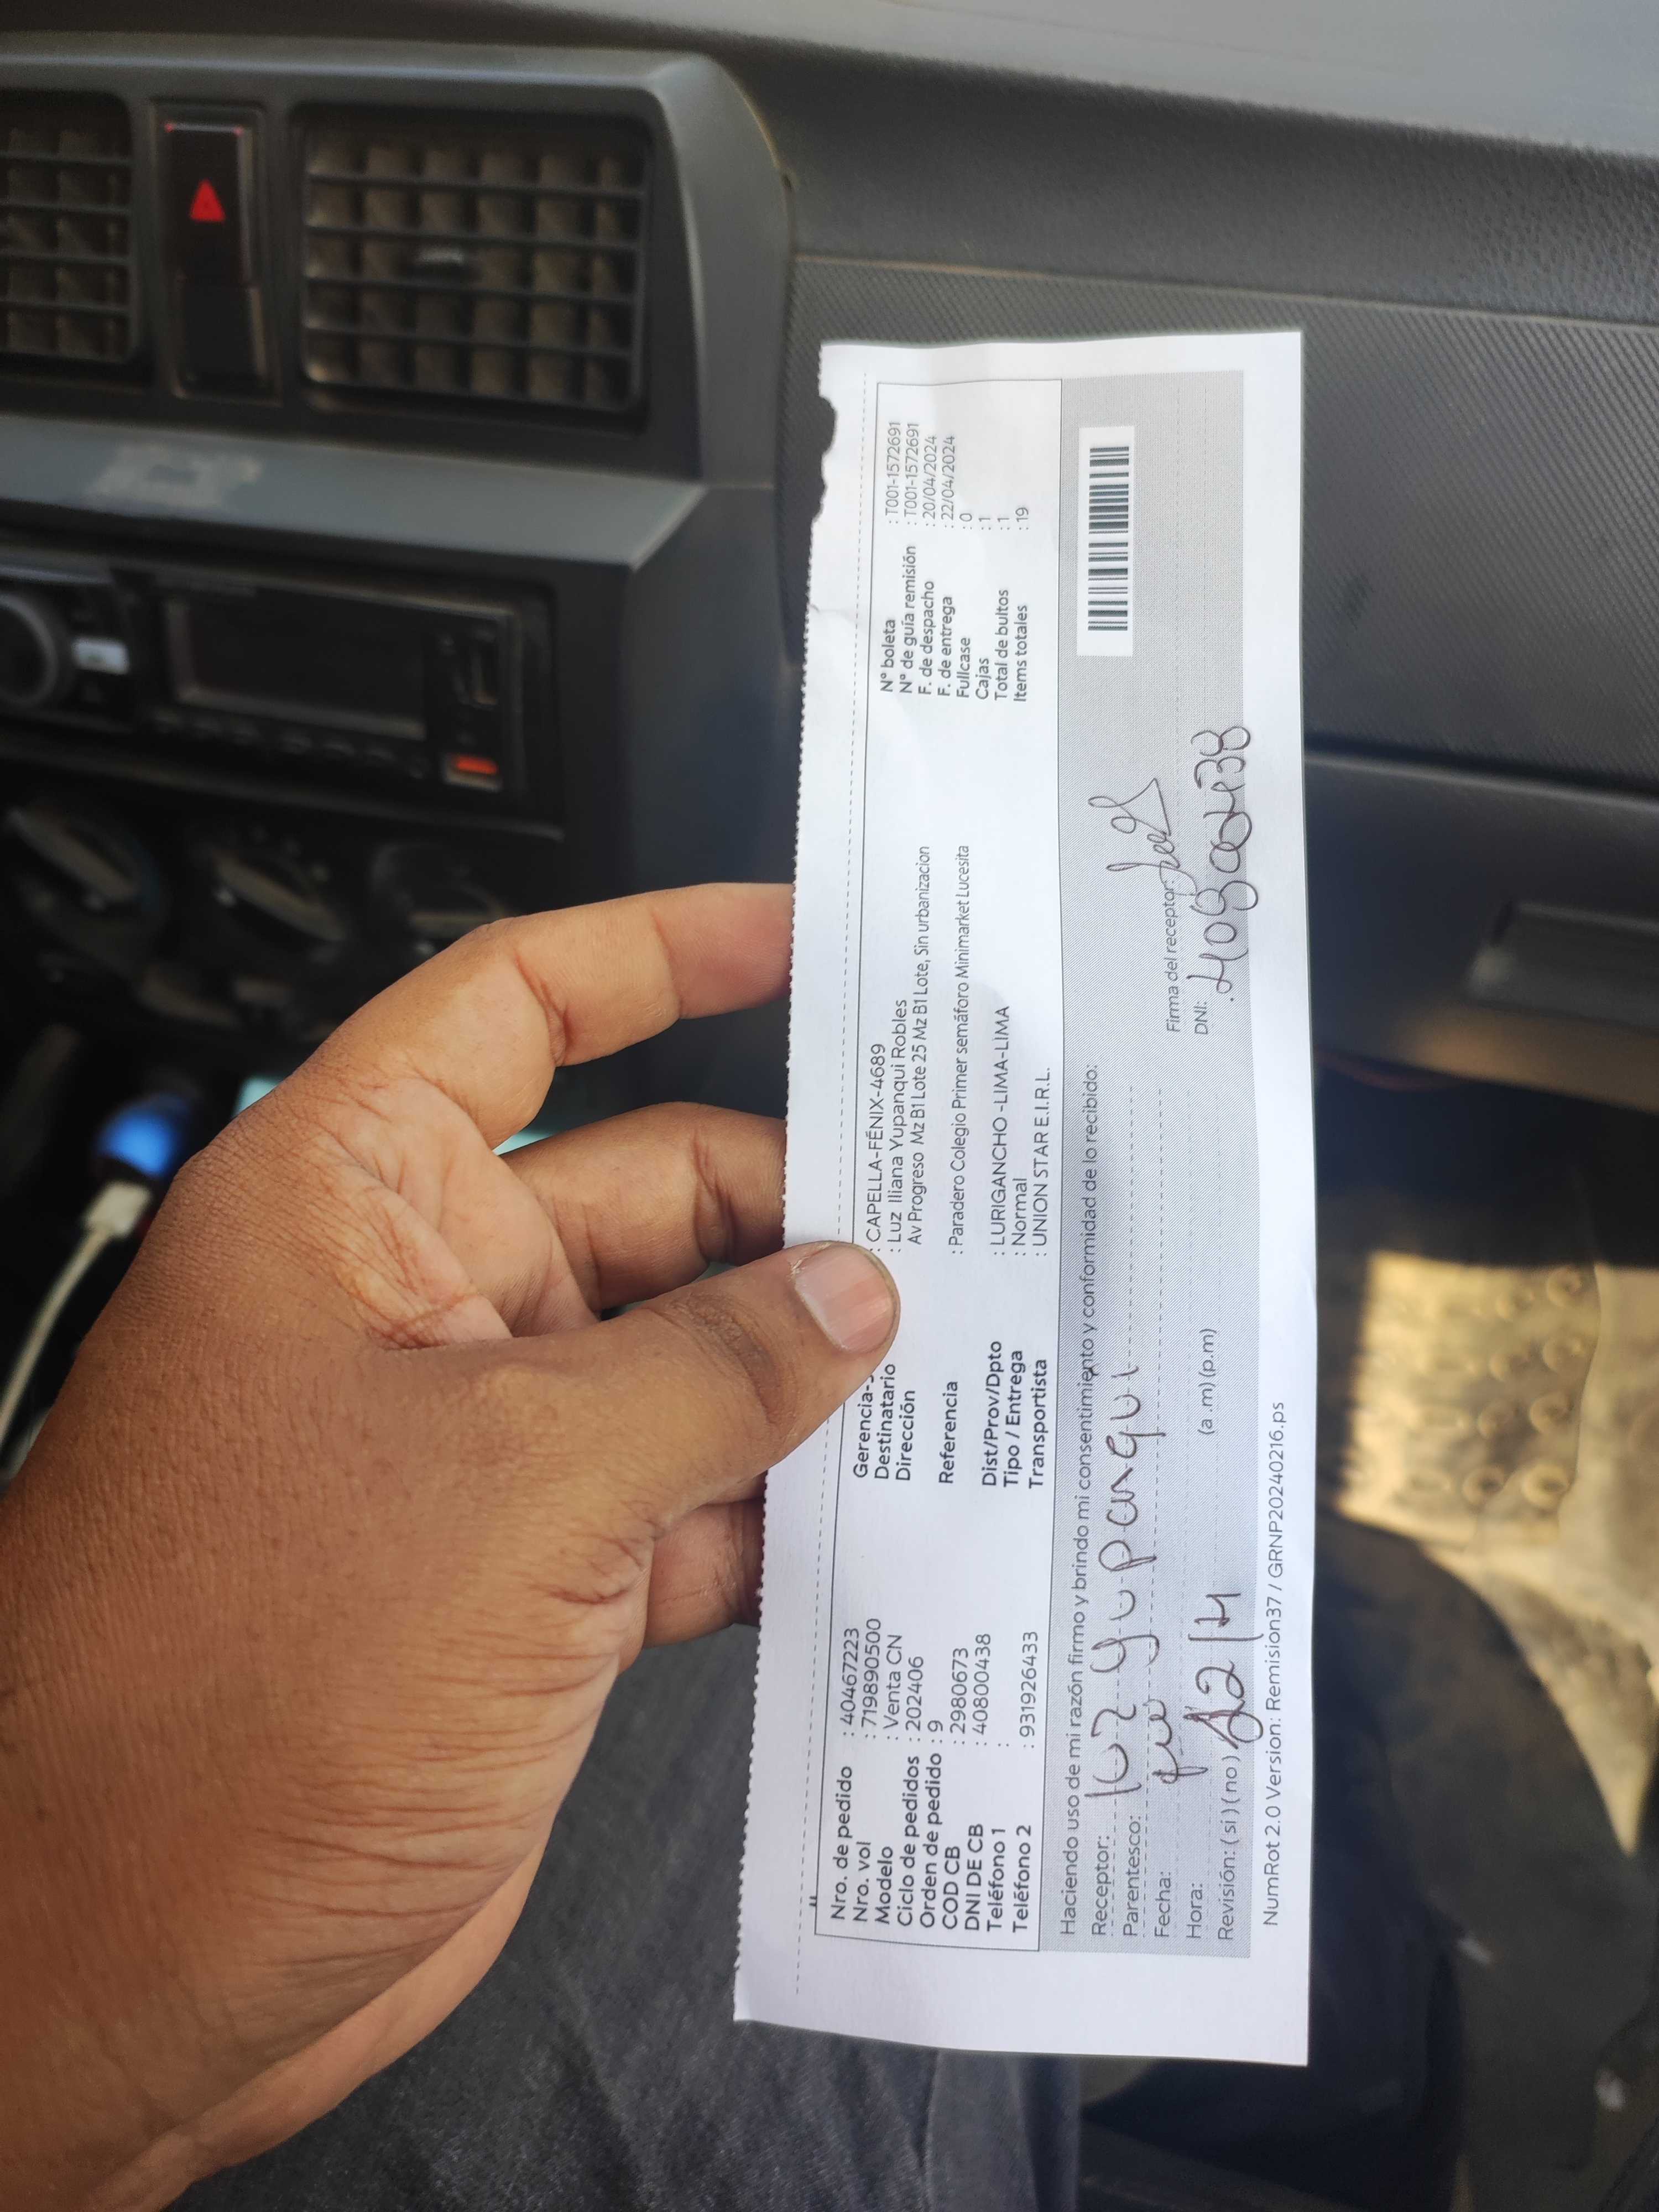 Nro. de pedido : 40467223
Nro. vol : 719890500
Modelo : Venta CN
Ciclo de pedidos : 202406
Orden de pedido : 9
COD CB : 2980673
DNI DE CB : 40800438
Teléfono 1 :
Teléfono 2 : 931926433
Gerencia- : CAPELLA-FÉNIX-4689
Destinatario : Luz Iliana Yupanqui Robles
Dirección Av Progreso Mz B1 Lote 25 Mz B1 Lote, Sin urbanizacion
Referencia : Paradero Colegio Primer semáforo Minimarket Lucesita
Dist/Prov/Dpto : LURIGANCHO -LIMA-LIMA
Tipo / Entrega : Normal
Transportista : UNION STAR E.I.R.L.
N° boleta : T001-1572691
N° de guía remisión : T001-1572691
F. de despacho : 20/04/2024
F. de entrega : 22/04/2024
Fullcase : 0
Cajas : 1
Total de bultos : 1
Items totales : 19
Haciendo uso de mi razón firmo y brindo mi consentimiento y conformidad de lo recibido:
Receptor: luz yupanqui
Parentesco:
Fecha:
Hora: 22/4 (a .m) (p.m)
Revisión: ( si ) ( no )
Firma del receptor:
DNI: 40800438
NumRot 2.0 Version: Remision37 / GRNP20240216.ps